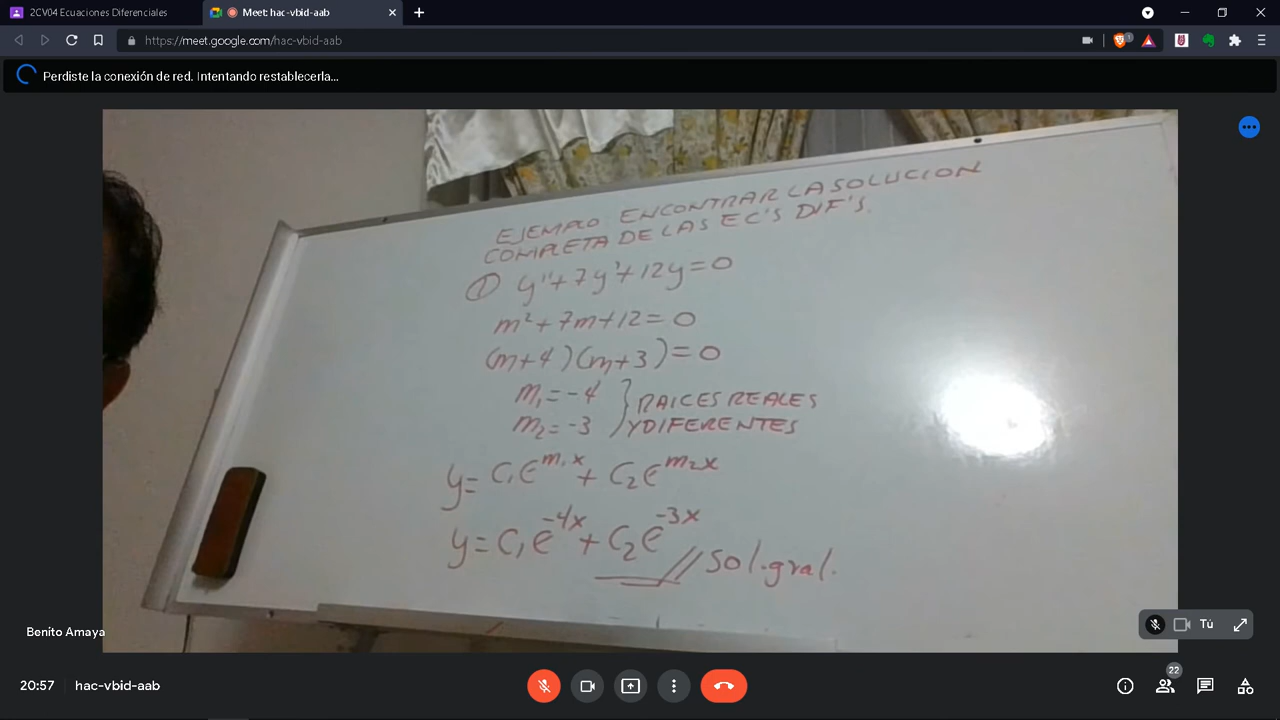 2CV04 Ecuaciones Diferenciales
Meet: hac-vbid-aab
https://meet.google.com/hac-vbid-aab
1
Perdiste la conexión de red. Intentando restablecerla...
EJEMPLO: ENCONTRAR LA SOLUCION
COMPLETA DE LAS EC'S DIF'S.
① y'' + 7y' + 12y = 0
m² + 7m + 12 = 0
(m+4)(m+3) = 0
m₁ = -4 } RAICES REALES
m₂ = -3 } Y DIFERENTES
y = C₁e^{m₁x} + C₂e^{m₂x}
y = C₁e^{-4x} + C₂e^{-3x} // sol. gral.
Benito Amaya
Tú
20:57 | hac-vbid-aab
22